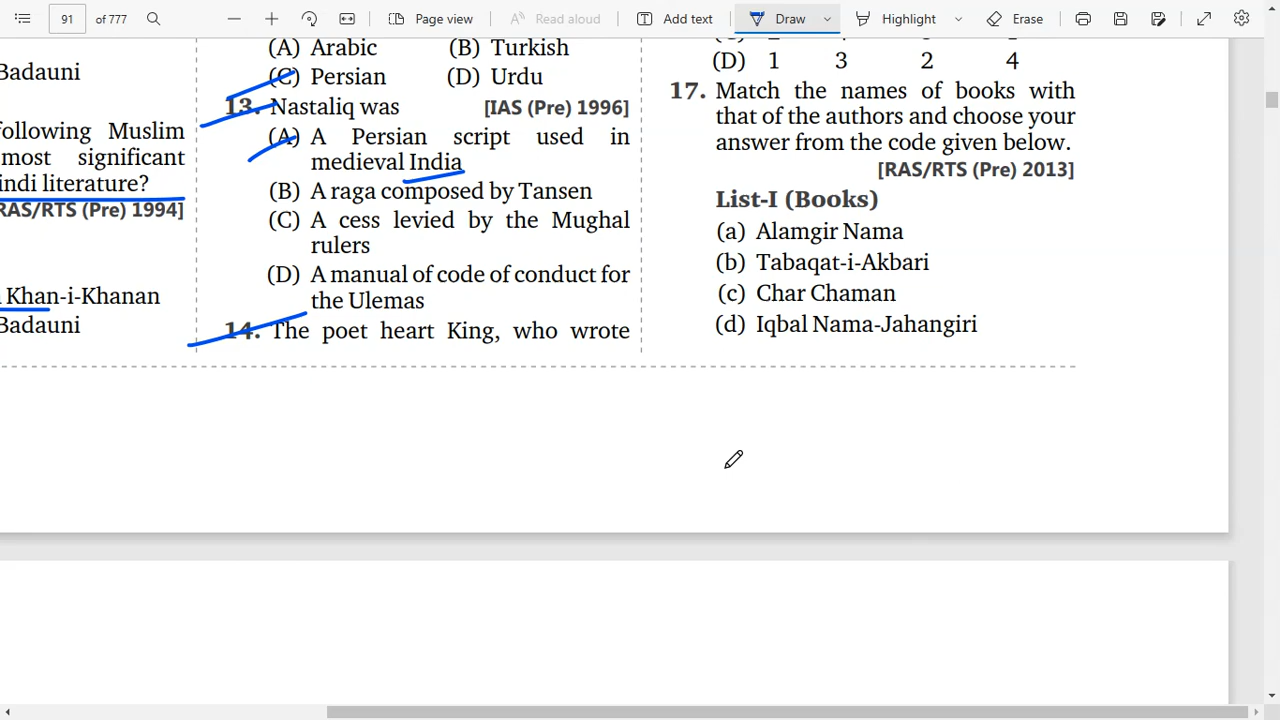 91 of 777 Page view Read aloud Add text Draw Highlight Erase
Badauni
following Muslim
most significant
indi literature?
RAS/RTS (Pre) 1994]
Khan-i-Khanan
Badauni
(A) Arabic (B) Turkish
(C) Persian (D) Urdu
13. Nastaliq was [IAS (Pre) 1996]
(A) A Persian script used in
medieval India
(B) A raga composed by Tansen
(C) A cess levied by the Mughal
rulers
(D) A manual of code of conduct for
the Ulemas
14. The poet heart King, who wrote
(D) 1 3 2 4
17. Match the names of books with
that of the authors and choose your
answer from the code given below.
[RAS/RTS (Pre) 2013]
List-I (Books)
(a) Alamgir Nama
(b) Tabaqat-i-Akbari
(c) Char Chaman
(d) Iqbal Nama-Jahangiri